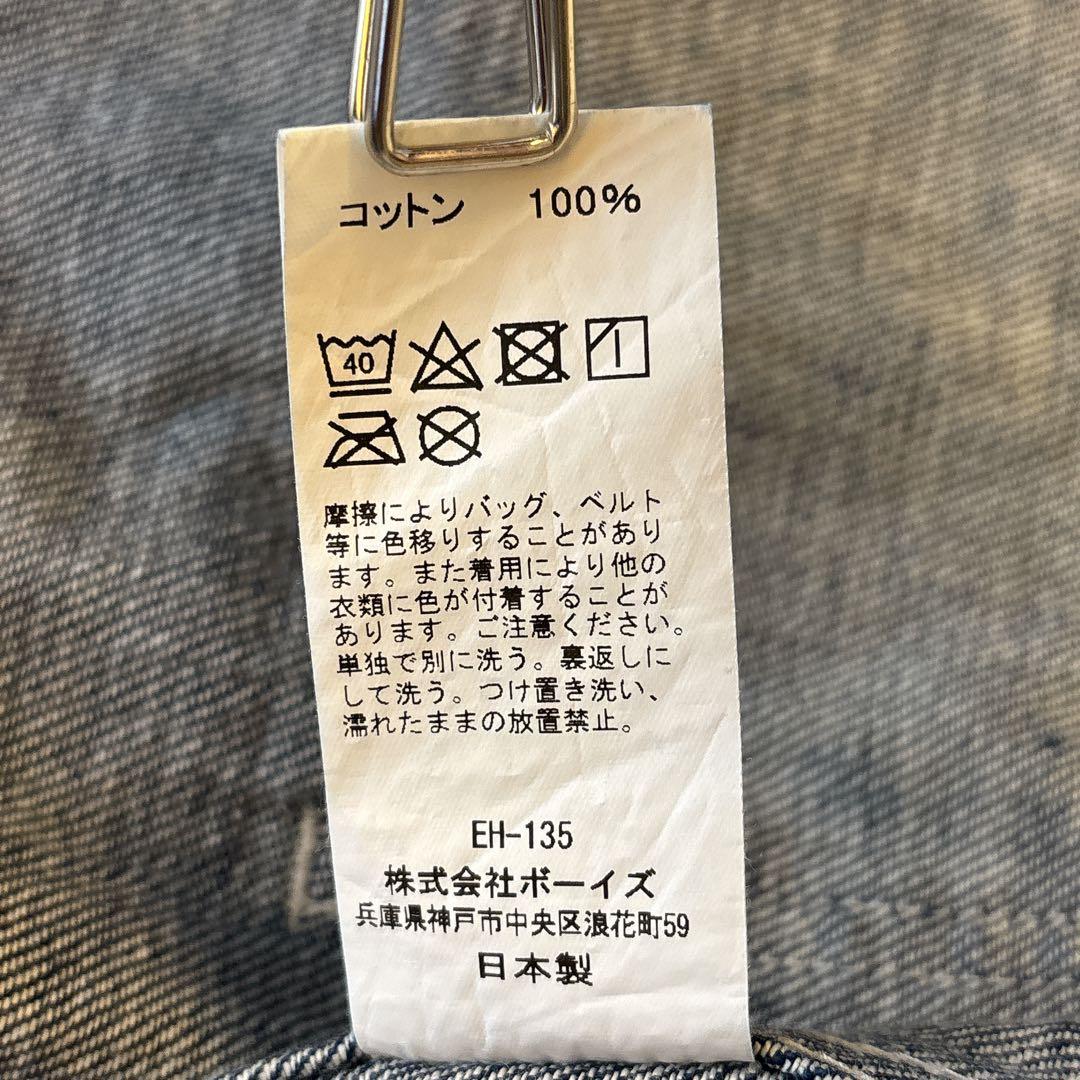 コットン 100%
40
摩擦によりバッグ、ベルト
等に色移りすることがあり
ます。また着用により他の
衣類に色が付着することが
あります。ご注意ください。
単独で別に洗う。裏返しに
して洗う。つけ置き洗い、
濡れたままの放置禁止。
EH-135
株式会社ボーイズ
兵庫県神戸市中央区浪花町59
日本製